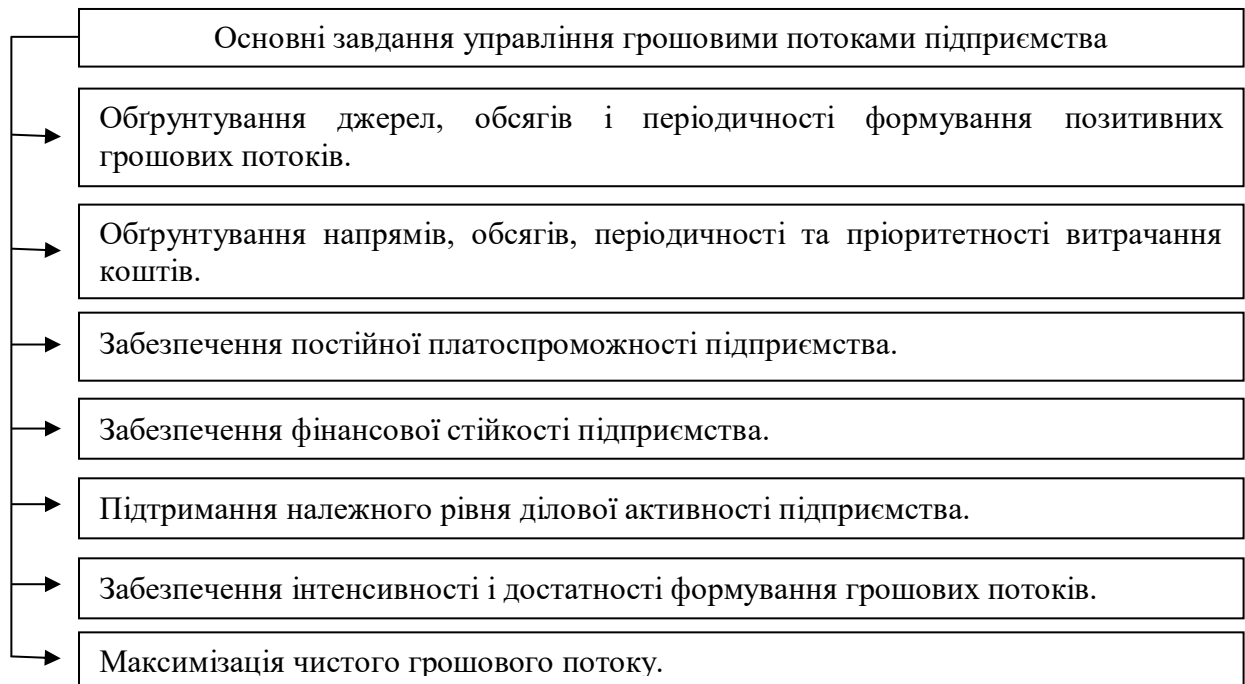 Основні завдання управління грошовими потоками підприємства
Обґрунтування джерел, обсягів і періодичності формування позитивних
грошових потоків.
Обґрунтування напрямів, обсягів, періодичності та пріоритетності витрачання
коштів.
Забезпечення постійної платоспроможності підприємства.
Забезпечення фінансової стійкості підприємства.
Підтримання належного рівня ділової активності підприємства.
Забезпечення інтенсивності і достатності формування грошових потоків.
Максимізація чистого грошового потоку.